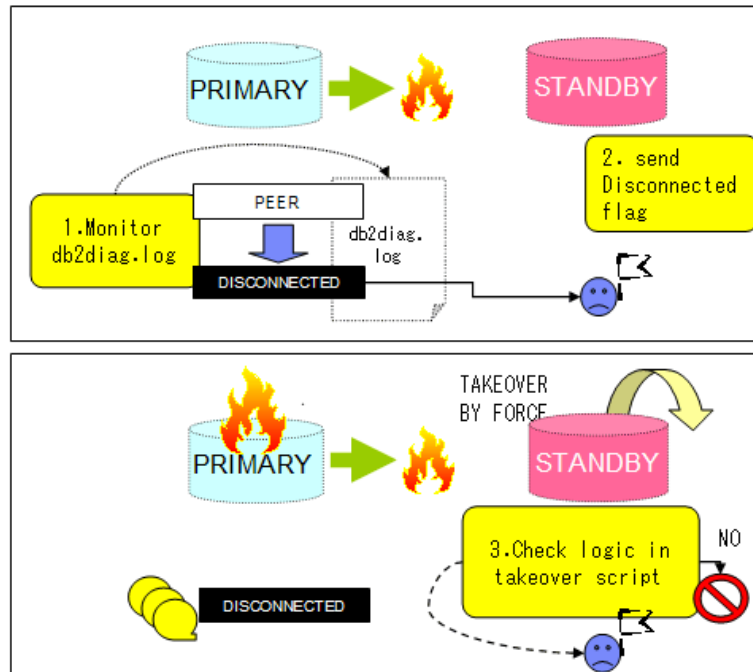 PRIMARY
STANDBY
2. send
Disconnected
flag
1.Monitor
db2diag.log
PEER
db2diag.
log
DISCONNECTED
TAKEOVER
BY FORCE
PRIMARY
STANDBY
3.Check logic in
takeover script
NO
DISCONNECTED